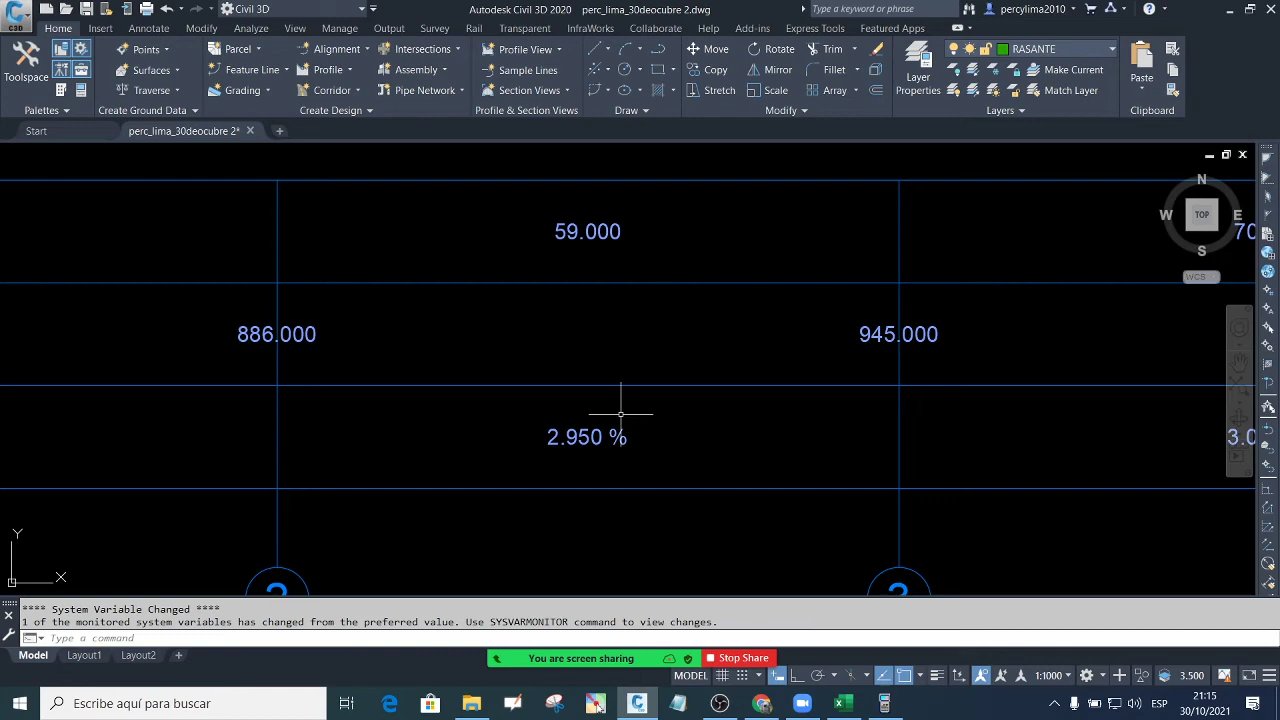 C3D
Civil 3D
Autodesk Civil 3D 2022
perc_lima_30deocubre 2.dwg
Type a keyword or phrase
percylima2010
Home Insert Annotate Modify Analyze View Manage Output Survey Rail Transparent InfraWorks Collaborate Help Add-ins Express Tools Featured Apps
Toolspace
Palettes
Points
Surfaces
Traverse
Create Ground Data
Parcel
Feature Line
Grading
Alignment
Profile
Corridor
Intersections
Assembly
Pipe Network
Create Design
Profile View
Sample Lines
Section Views
Profile & Section Views
Draw
Move
Copy
Stretch
Rotate
Mirror
Scale
Trim
Fillet
Array
Modify
Layer
Properties
RASANTE
Make Current
Match Layer
Layers
Paste
Clipboard
Start
perc_lima_30deocubre 2*
N
W TOP E
S
WCS
59.000
70
886.000
945.000
2.950 %
3.0
Y
X
**** System Variable Changed ****
1 of the monitored system variables has changed from the preferred value. Use SYSVARMONITOR command to view changes.
Type a command
Model Layout1 Layout2
You are screen sharing
Stop Share
MODEL
1:1000
3.500
Escribe aquí para buscar
ESP
21:15
30/10/2021